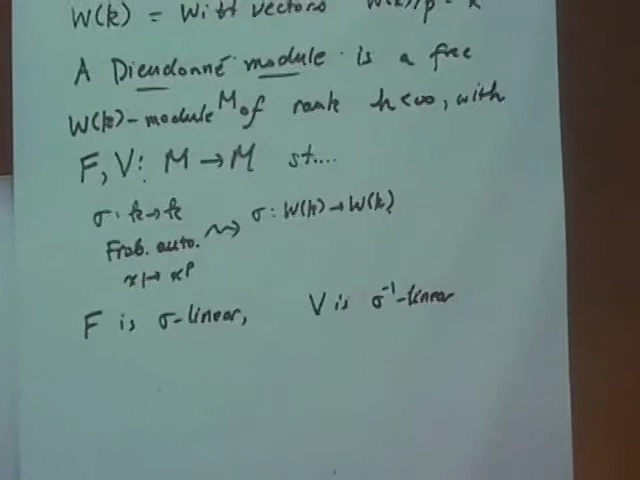 W(k) = Witt vectors W(k)/p = k
A Dieudonné module is a free
W(k)-module M of rank h<∞, with
F, V: M → M st....
σ: k → k
Frob. auto. ⇝ σ: W(k) → W(k)
x ↦ x^p
F is σ-linear, V is σ^-1-linear